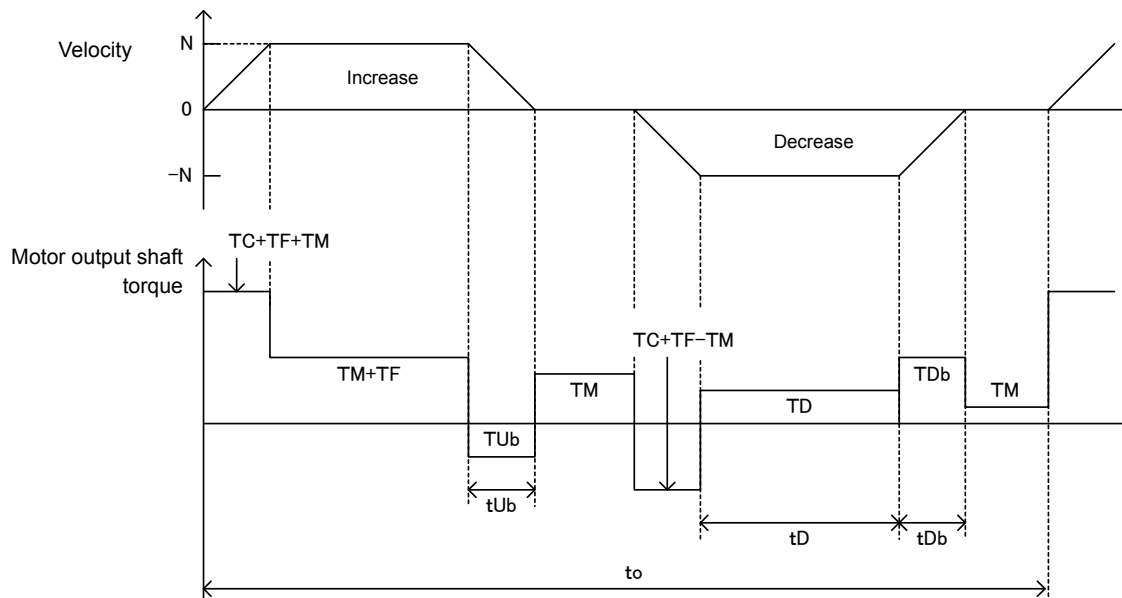 Velocity
N
Increase
0
Decrease
−N
TC+TF+TM
Motor output shaft
torque
TC+TF−TM
TM+TF
TUb
TM
TD
TDb
TM
tUb
tD
tDb
to